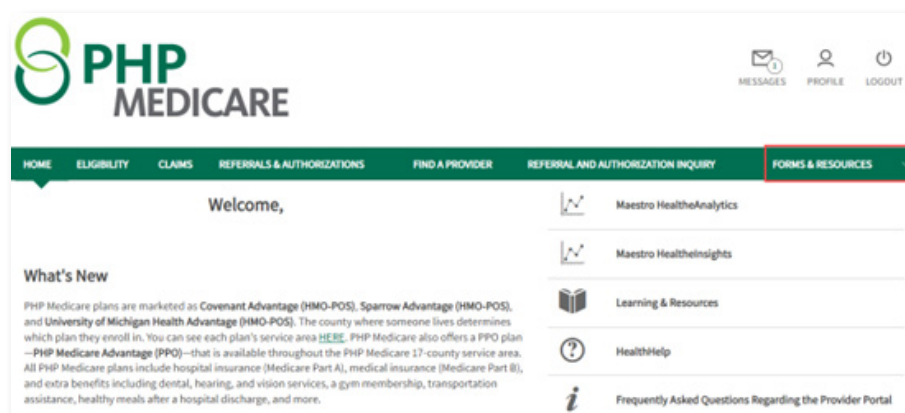 PHP
MEDICARE
1
MESSAGES PROFILE LOGOUT
HOME ELIGIBILITY CLAIMS REFERRALS & AUTHORIZATIONS FIND A PROVIDER REFERRAL AND AUTHORIZATION INQUIRY FORMS & RESOURCES
Welcome,
What's New
PHP Medicare plans are marketed as Covenant Advantage (HMO-POS), Sparrow Advantage (HMO-POS),
and University of Michigan Health Advantage (HMO-POS). The county where someone lives determines
which plan they enroll in. You can see each plan's service area HERE. PHP Medicare also offers a PPO plan
—PHP Medicare Advantage (PPO)—that is available throughout the PHP Medicare 17-county service area.
All PHP Medicare plans include hospital insurance (Medicare Part A), medical insurance (Medicare Part B),
and extra benefits including dental, hearing, and vision services, a gym membership, transportation
assistance, healthy meals after a hospital discharge, and more.
Maestro HealtheAnalytics
Maestro HealtheInsights
Learning & Resources
HealthHelp
Frequently Asked Questions Regarding the Provider Portal